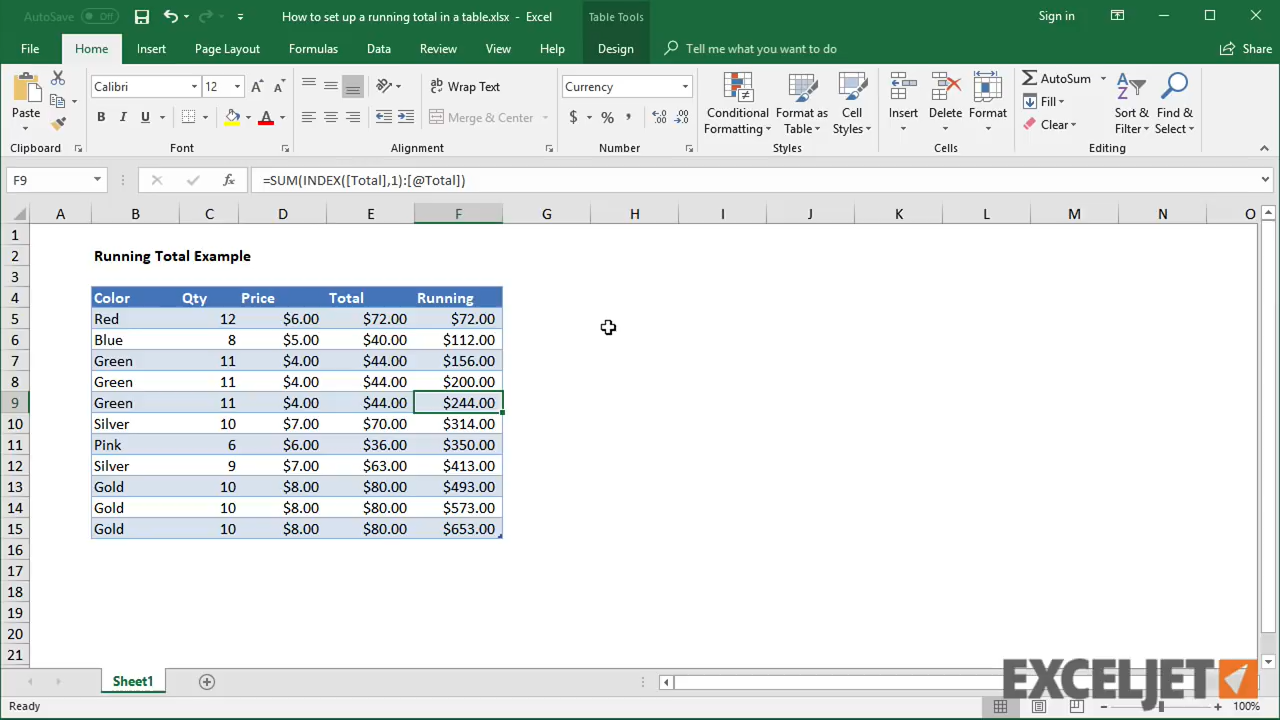 AutoSave Off How to set up a running total in a table.xlsx - Excel Table Tools Sign in
File Home Insert Page Layout Formulas Data Review View Help Design Tell me what you want to do Share
Paste Calibri 12 Wrap Text Currency Conditional Formatting Format as Table Cell Styles Insert Delete Format AutoSum Sort & Filter Find & Select
B I U A Merge & Center $ % , Fill
Clear
Clipboard Font Alignment Number Styles Cells Editing
F9 fx =SUM(INDEX([Total],1):[@Total])
A B C D E F G H I J K L M N O
1
2 Running Total Example
3
4 Color Qty Price Total Running
5 Red 12 $6.00 $72.00 $72.00
6 Blue 8 $5.00 $40.00 $112.00
7 Green 11 $4.00 $44.00 $156.00
8 Green 11 $4.00 $44.00 $200.00
9 Green 11 $4.00 $44.00 $244.00
10 Silver 10 $7.00 $70.00 $314.00
11 Pink 6 $6.00 $36.00 $350.00
12 Silver 9 $7.00 $63.00 $413.00
13 Gold 10 $8.00 $80.00 $493.00
14 Gold 10 $8.00 $80.00 $573.00
15 Gold 10 $8.00 $80.00 $653.00
16
17
18
19
20
21
Sheet1
EXCELJET
Ready 100%